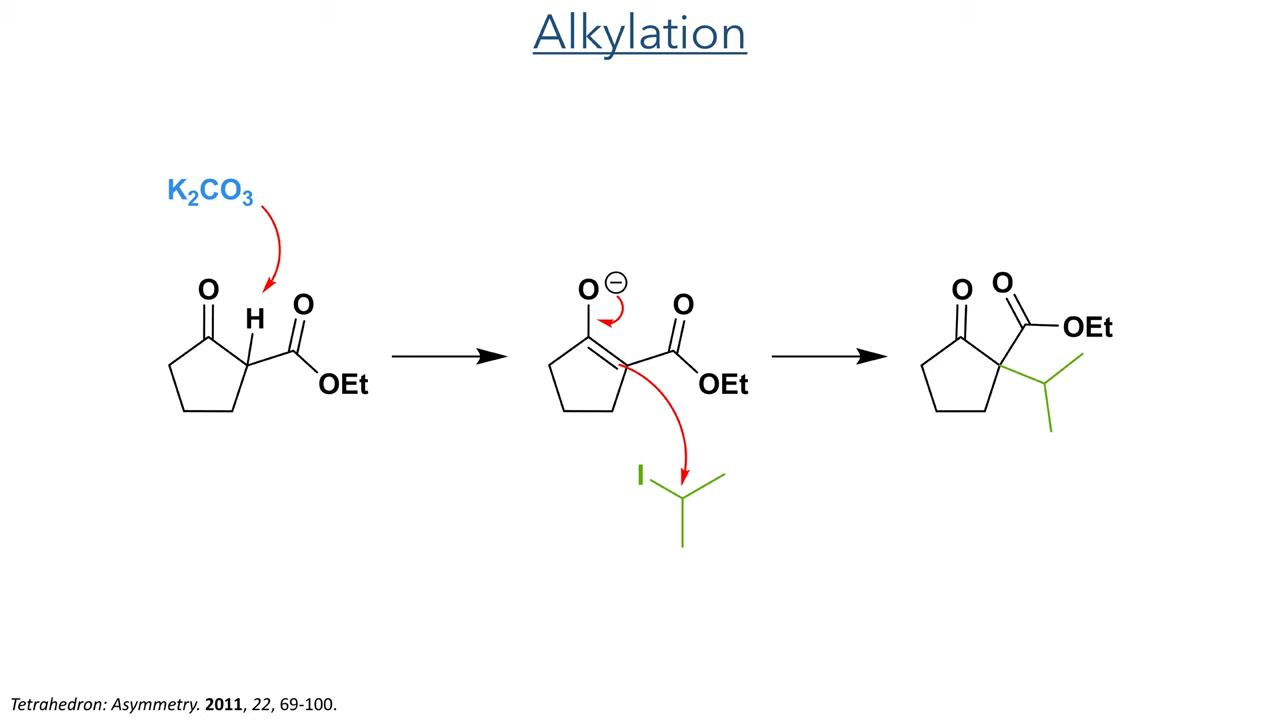 Alkylation
K₂CO₃
O
H
O
OEt
O ⊖
O
OEt
I
O
O
OEt
Tetrahedron: Asymmetry. 2011, 22, 69-100.